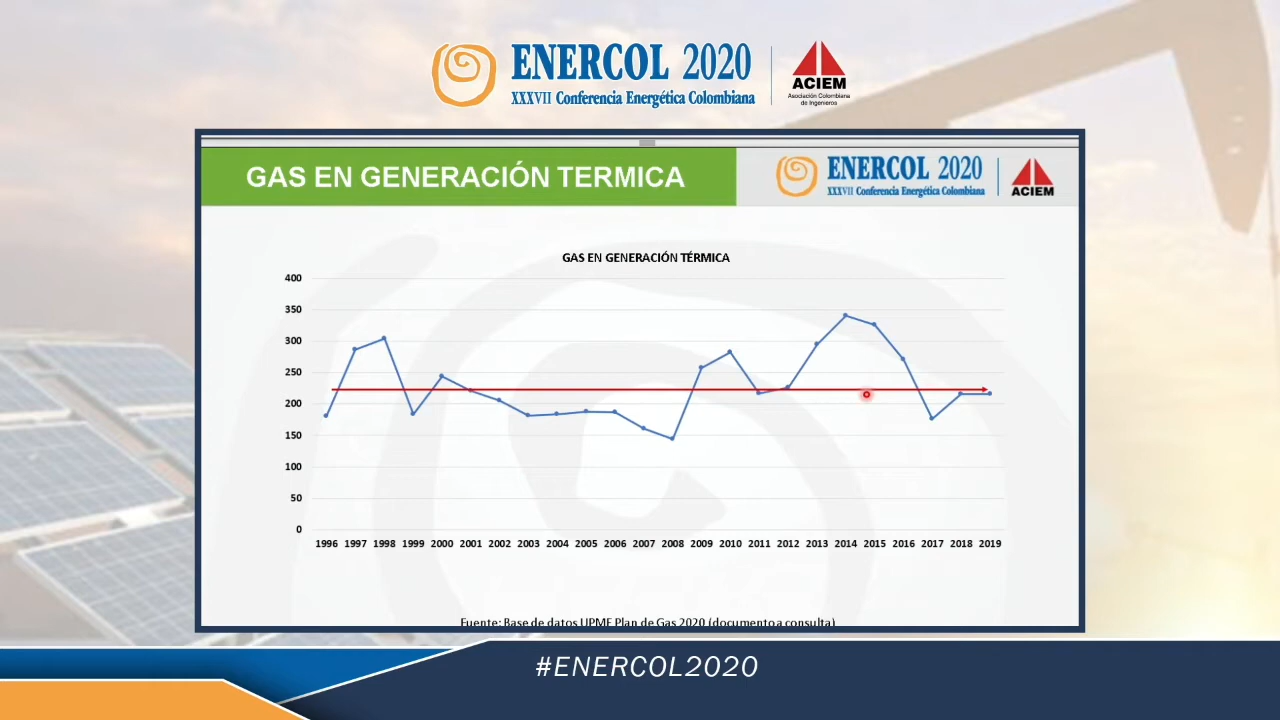 ENERCOL 2020
XXXVII Conferencia Energética Colombiana
ACIEM
Asociación Colombiana
de Ingenieros
GAS EN GENERACIÓN TERMICA
ENERCOL 2020
XXXVII Conferencia Energética Colombiana
ACIEM
GAS EN GENERACIÓN TÉRMICA
400
350
300
250
200
150
100
50
0
1996 1997 1998 1999 2000 2001 2002 2003 2004 2005 2006 2007 2008 2009 2010 2011 2012 2013 2014 2015 2016 2017 2018 2019
Fuente: Base de datos UPME Plan de Gas 2020 (documento a consulta)
#ENERCOL2020